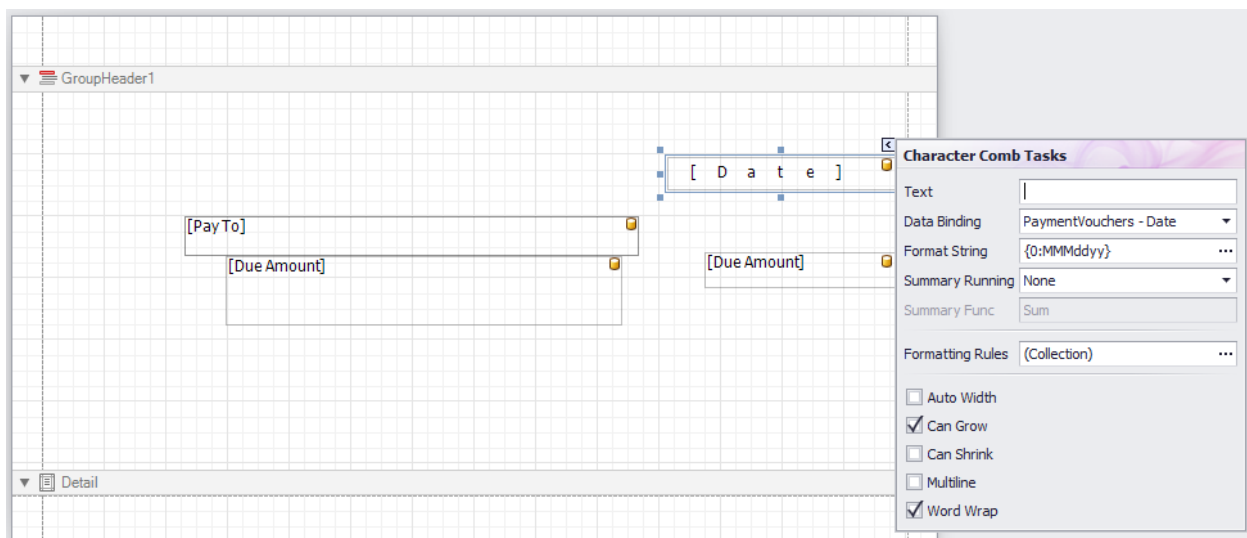 GroupHeader1
[ D a t e ]
[Pay To]
[Due Amount]
[Due Amount]
Detail
Character Comb Tasks
Text
Data Binding PaymentVouchers - Date
Format String {0:MMMddyy} ...
Summary Running None
Summary Func Sum
Formatting Rules (Collection) ...
Auto Width
Can Grow
Can Shrink
Multiline
Word Wrap